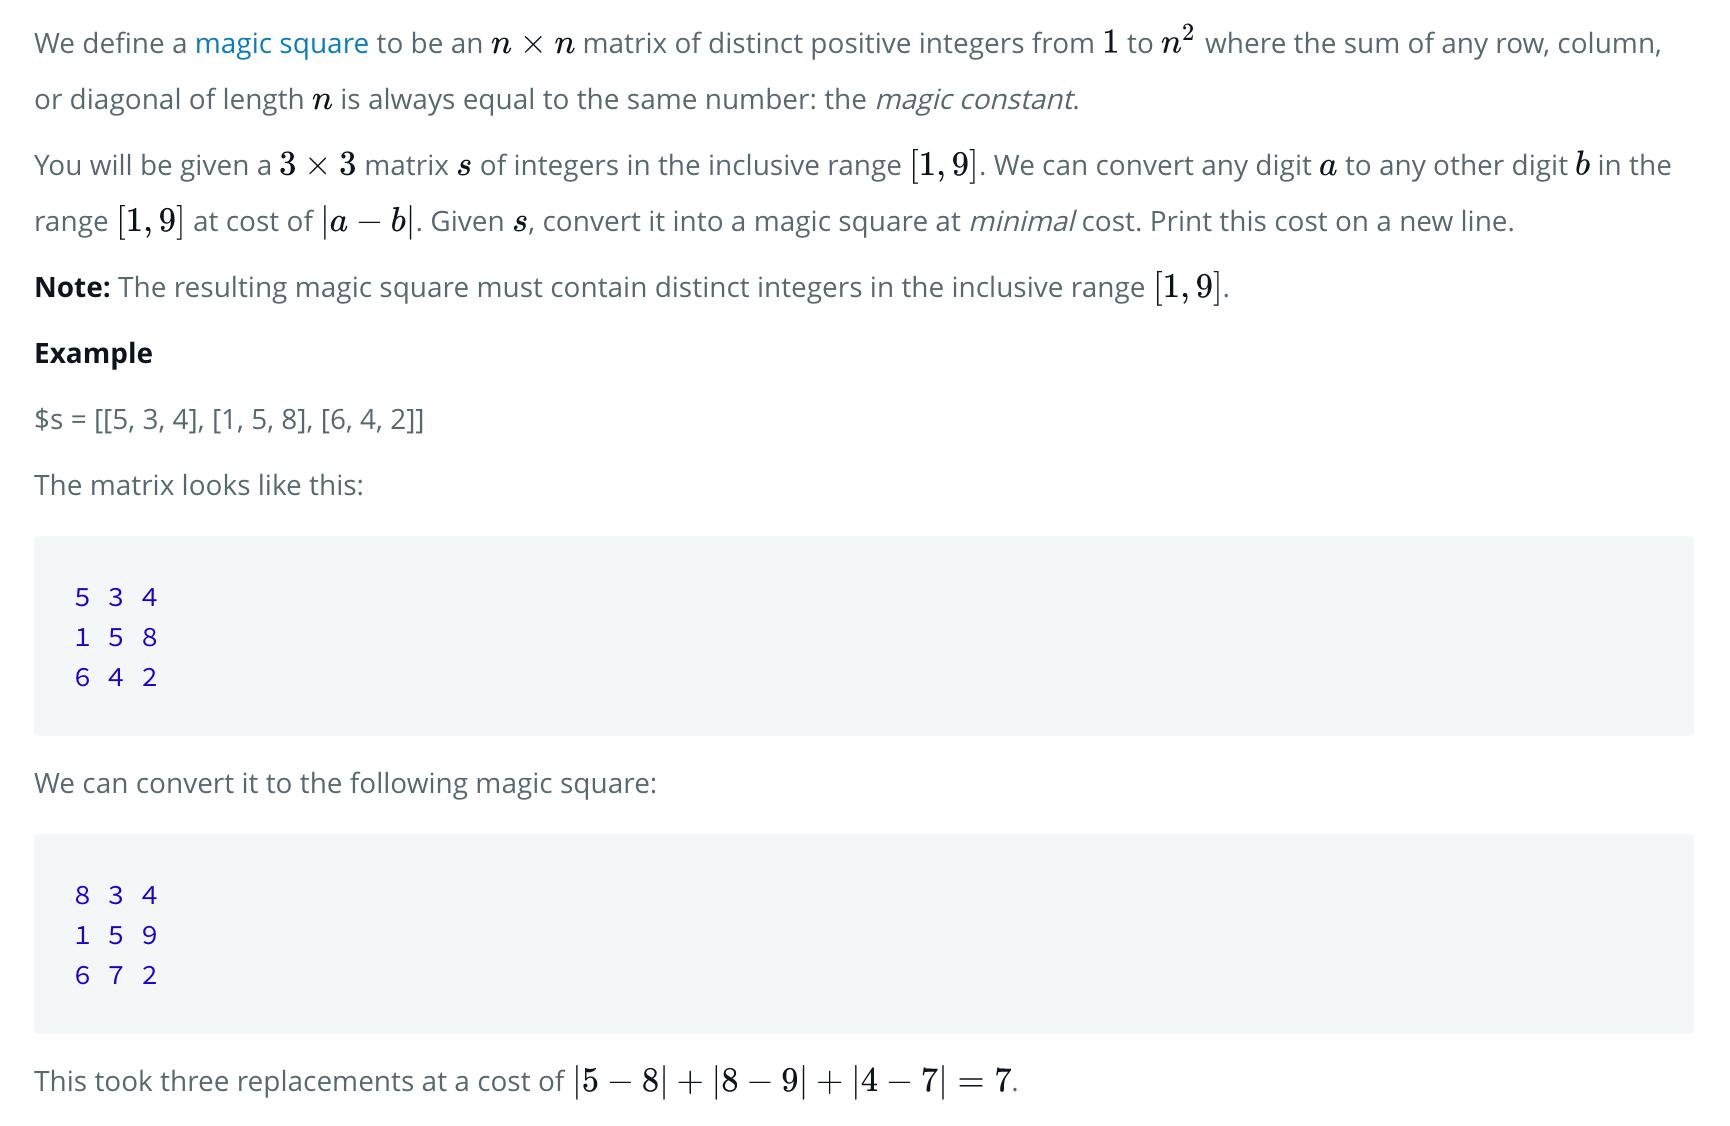 We define a magic square to be an n × n matrix of distinct positive integers from 1 to n² where the sum of any row, column,
or diagonal of length n is always equal to the same number: the magic constant.
You will be given a 3 × 3 matrix s of integers in the inclusive range [1, 9]. We can convert any digit a to any other digit b in the
range [1, 9] at cost of |a − b|. Given s, convert it into a magic square at minimal cost. Print this cost on a new line.
Note: The resulting magic square must contain distinct integers in the inclusive range [1, 9].
Example
$s = [[5, 3, 4], [1, 5, 8], [6, 4, 2]]
The matrix looks like this:
5 3 4
1 5 8
6 4 2
We can convert it to the following magic square:
8 3 4
1 5 9
6 7 2
This took three replacements at a cost of |5 − 8| + |8 − 9| + |4 − 7| = 7.